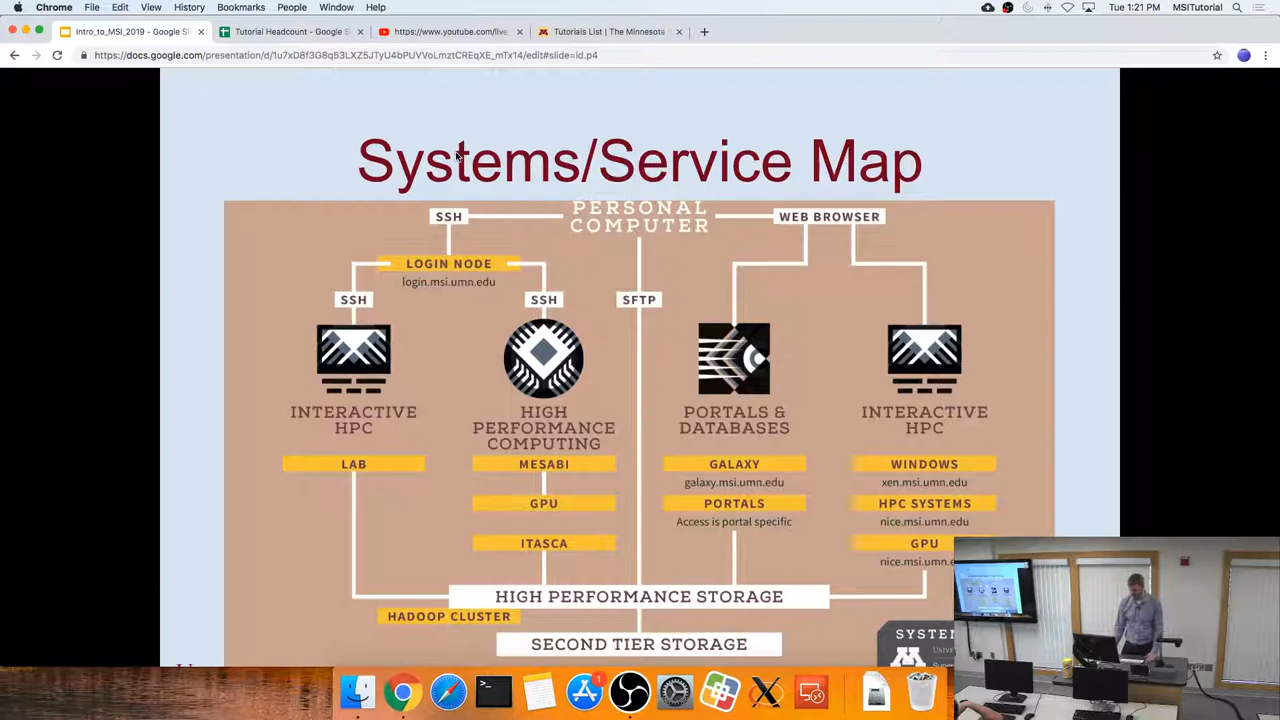 Chrome File Edit View History Bookmarks People Window Help
Tue 1:21 PM MSITutorial
Intro_to_MSI_2019 - Google Sl
Tutorial Headcount - Google S
https://www.youtube.com/live
Tutorials List | The Minnesota
https://docs.google.com/presentation/d/1u7xD8f3G8q53LXZ5JTyU4bPUVVoLmztCREqXE_mTx14/edit#slide=id.p4
Systems/Service Map
PERSONAL
COMPUTER
SSH
WEB BROWSER
LOGIN NODE
login.msi.umn.edu
SSH
SSH
SFTP
INTERACTIVE
HPC
HIGH
PERFORMANCE
COMPUTING
PORTALS &
DATABASES
INTERACTIVE
HPC
LAB
MESABI
GALAXY
WINDOWS
galaxy.msi.umn.edu
xen.msi.umn.edu
GPU
PORTALS
HPC SYSTEMS
Access is portal specific
nice.msi.umn.edu
ITASCA
GPU
nice.msi.umn.e
HIGH PERFORMANCE STORAGE
HADOOP CLUSTER
SECOND TIER STORAGE
SYSTE